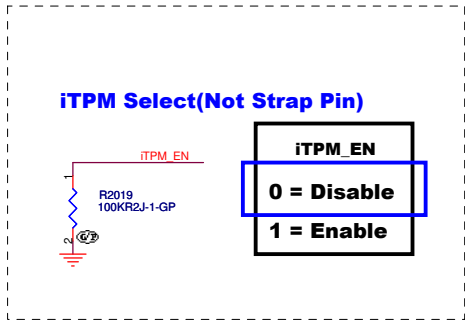 iTPM Select(Not Strap Pin)
iTPM_EN
iTPM_EN
1
R2019
100KR2J-1-GP
0 = Disable
2
G/P
1 = Enable